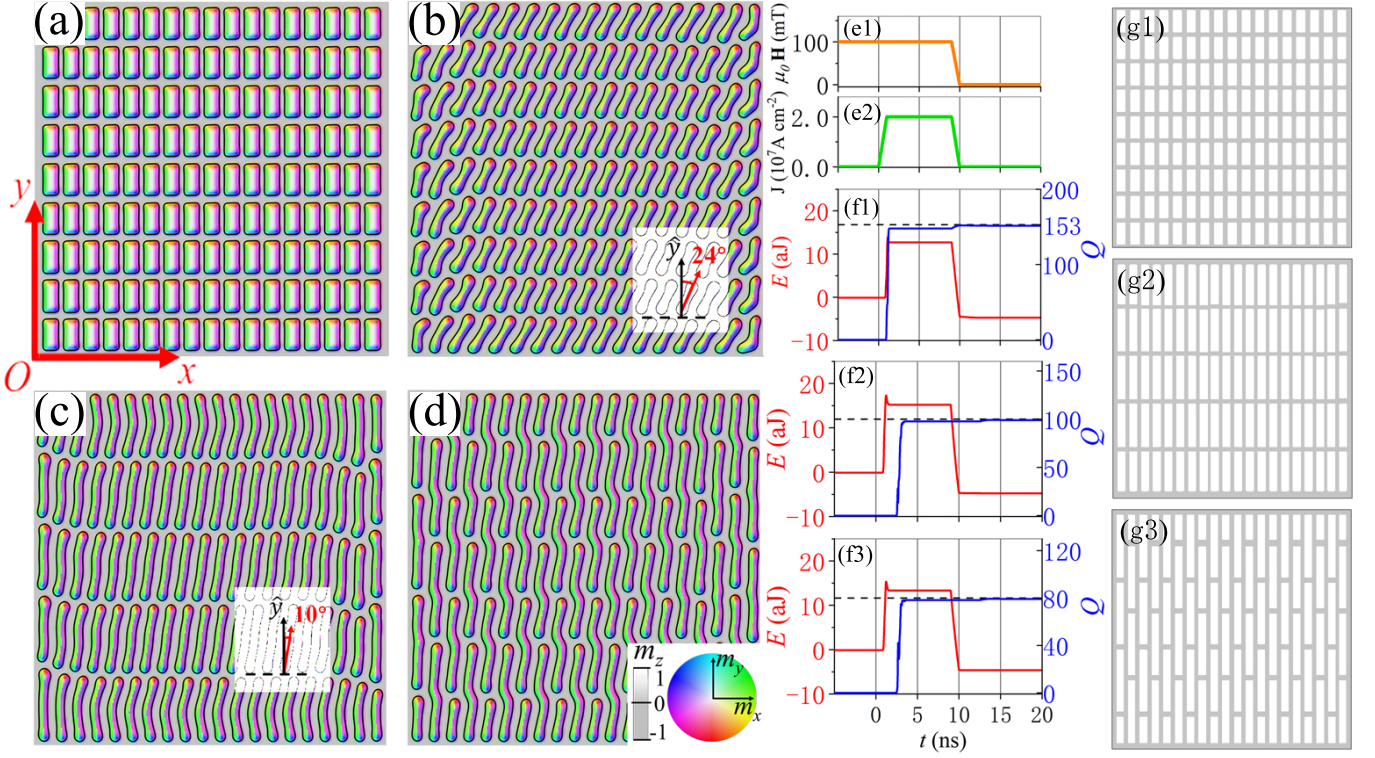 (a)
y
O
x
(b)
ŷ
24°
(c)
ŷ
10°
(d)
m_z
1
0
-1
m_y
m_x
(e1)
μ₀ H (mT)
100
0
(e2)
J (10⁷A cm⁻²)
2.0
0.0
(f1)
E (aJ)
20
10
0
−10
200
153
100
0
Q
(f2)
E (aJ)
20
10
0
−10
150
100
50
0
Q
(f3)
E (aJ)
20
10
0
−10
120
80
40
0
Q
0 5 10 15 20
t (ns)
(g1)
(g2)
(g3)